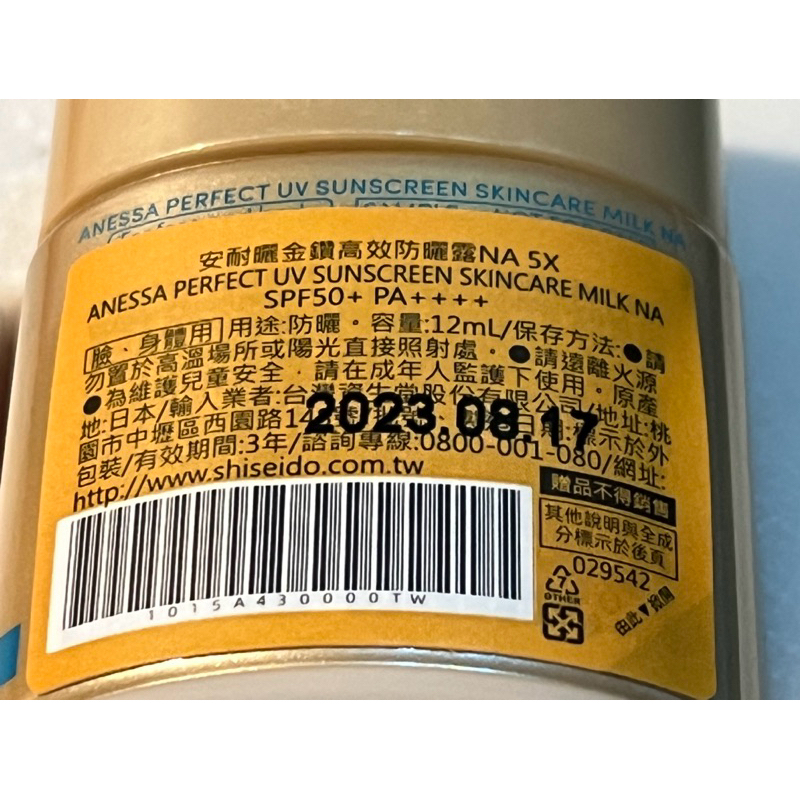 ANESSA PERFECT UV SUNSCREEN SKINCARE MILK NA
安耐曬金鑽高效防曬露NA 5X
ANESSA PERFECT UV SUNSCREEN SKINCARE MILK NA
SPF50+ PA++++
臉、身體用 用途:防曬。容量:12mL/保存方法:●請
勿置於高溫場所或陽光直接照射處。●請遠離火源
●為維護兒童安全,請在成年人監護下使用。原產
地:日本/輸入業者:台灣資生堂股份有限公司/地址:桃
園市中壢區西園路 日期:標示於外
2023.08.17
包裝/有效期間:3年/諮詢專線:0800-001-080/網址:
http://www.shiseido.com.tw
1015A430000TW
贈品不得銷售
其他說明與全成
分標示於後頁
029542
7
OTHER
由此▼掀開